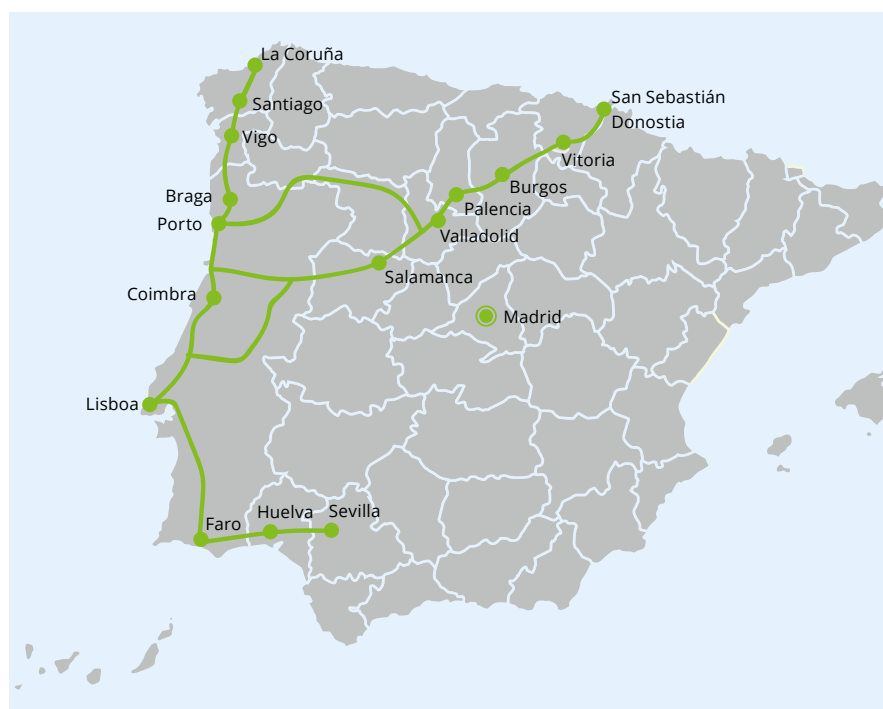 La Coruña
Santiago
Vigo
Braga
Porto
Coimbra
Lisboa
Faro
Huelva
Sevilla
Salamanca
Valladolid
Palencia
Burgos
Vitoria
San Sebastián
Donostia
Madrid